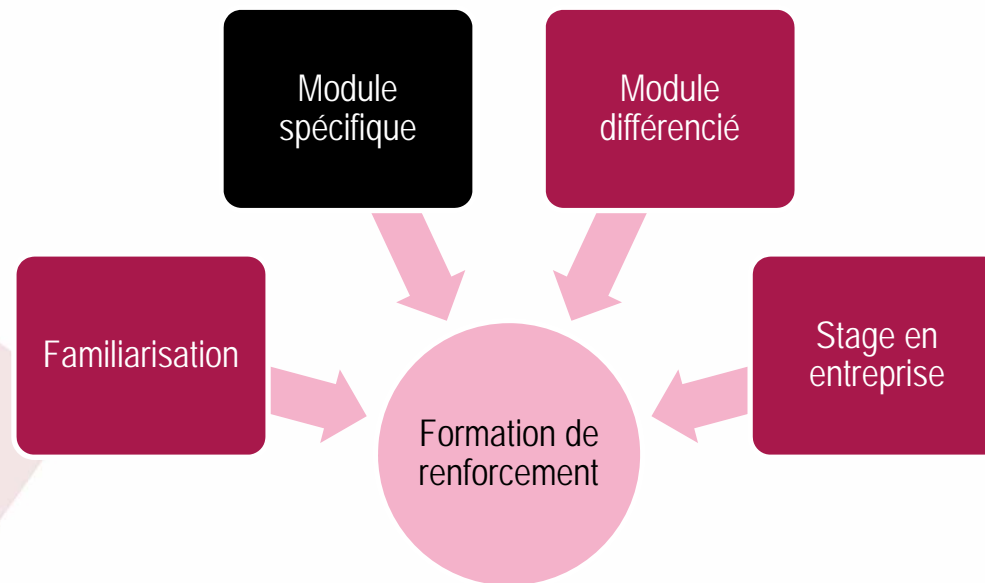 Module
spécifique
Module
différencié
Familiarisation
Stage en
entreprise
Formation de
renforcement